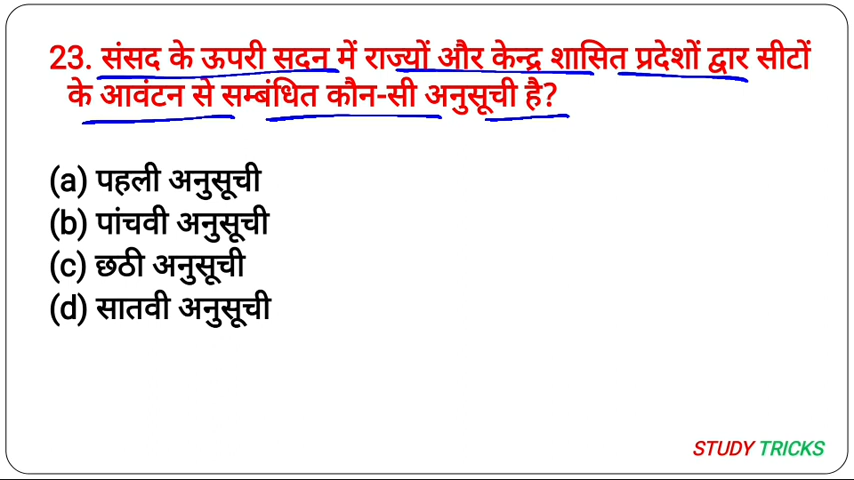 23. संसद के ऊपरी सदन में राज्यों और केन्द्र शासित प्रदेशों द्वार सीटों
के आवंटन से सम्बंधित कौन-सी अनुसूची है?
(a) पहली अनुसूची
(b) पांचवी अनुसूची
(c) छठी अनुसूची
(d) सातवी अनुसूची
STUDY TRICKS